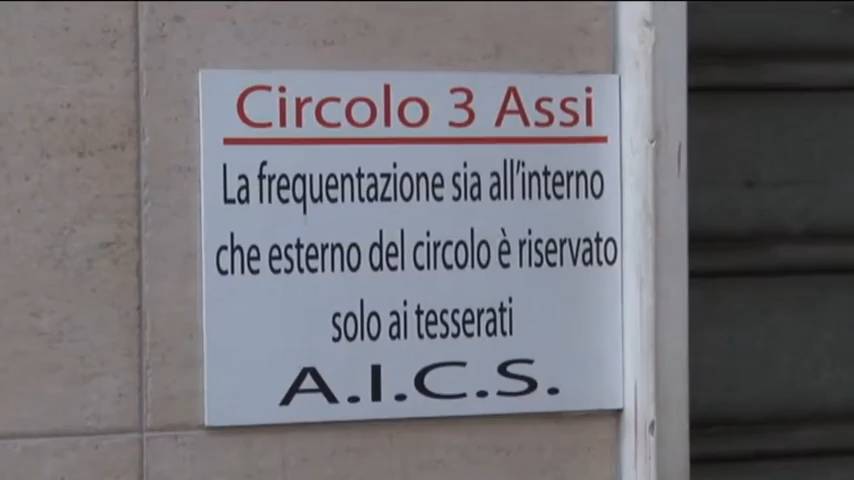 Circolo 3 Assi
La frequentazione sia all'interno
che esterno del circolo è riservato
solo ai tesserati
A.I.C.S.